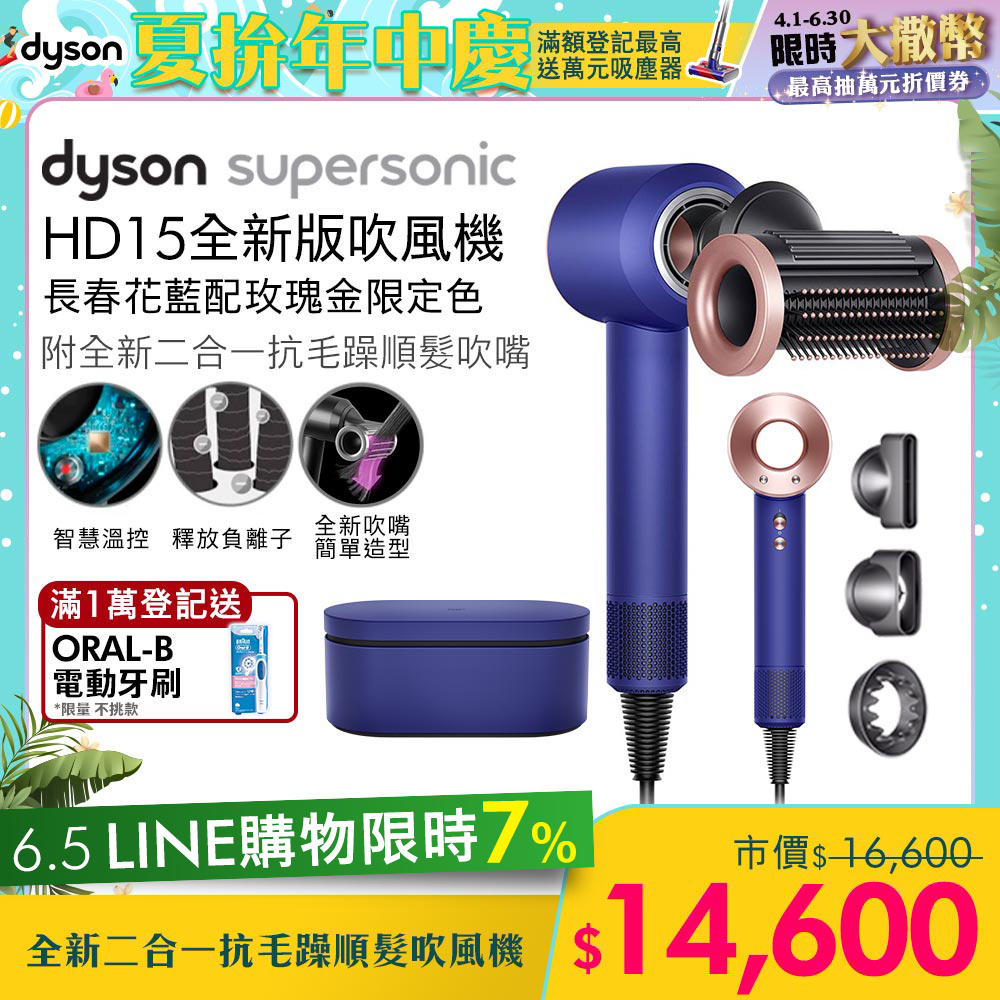 dyson
夏拚年中慶
滿額登記最高
送萬元吸塵器
4.1-6.30
限時大撒幣
最高抽萬元折價券
dyson supersonic
HD15全新版吹風機
長春花藍配玫瑰金限定色
附全新二合一抗毛躁順髮吹嘴
智慧溫控
釋放負離子
全新吹嘴
簡單造型
滿1萬登記送
ORAL-B
電動牙刷
*限量 不挑款
6.5 LINE購物限時7%
市價$16,600
$14,600
全新二合一抗毛躁順髮吹風機